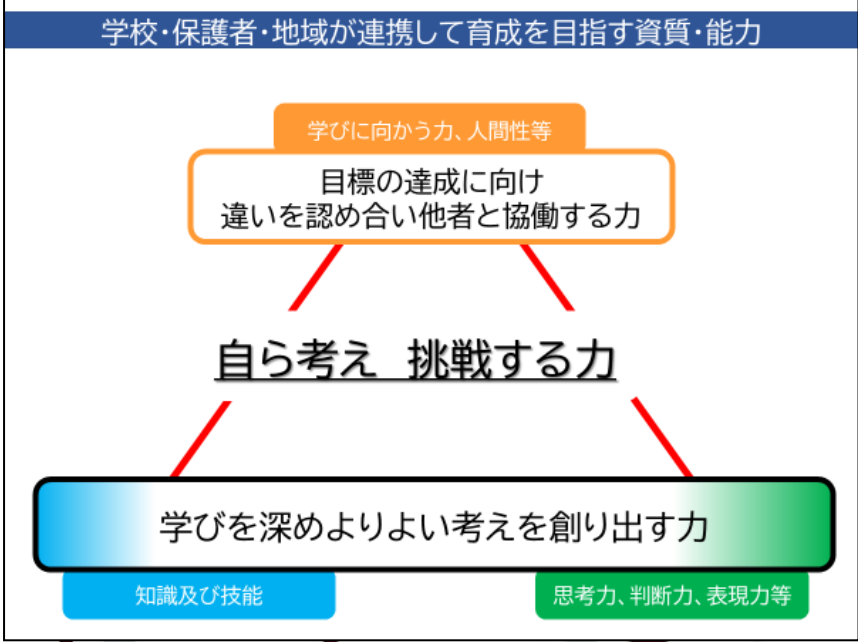 学校・保護者・地域が連携して育成を目指す資質・能力
学びに向かう力、人間性等
目標の達成に向け
違いを認め合い他者と協働する力
自ら考え　挑戦する力
学びを深めよりよい考えを創り出す力
知識及び技能
思考力、判断力、表現力等